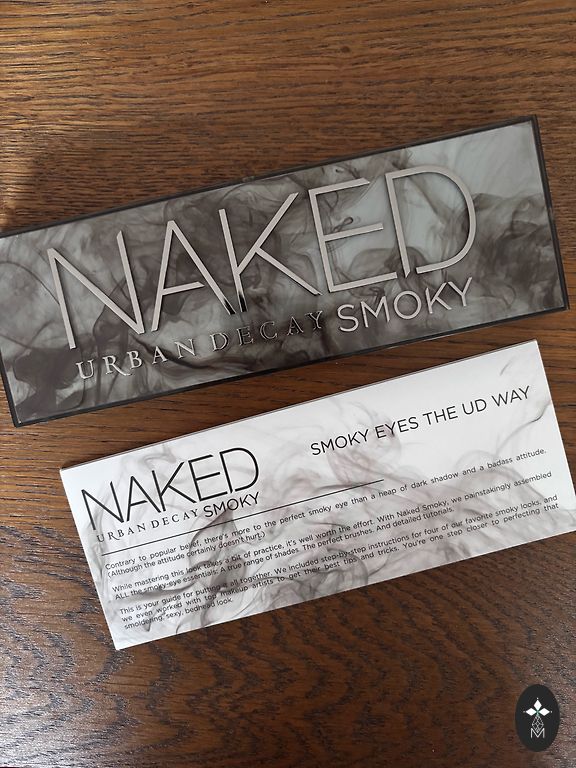 NAKED
URBAN DECAY SMOKY
SMOKY EYES THE UD WAY
NAKED
URBAN DECAY SMOKY
Contrary to popular belief, there's more to the perfect smoky eye than a heap of dark shadow and a badass attitude.
(Although the attitude certainly doesn't hurt.)
While mastering this look takes a bit of practice, it's well worth the effort. With Naked Smoky, we painstakingly assembled
ALL the smoky-eye essentials: A true range of shades. The perfect brushes. And detailed tutorials.
This is your guide for putting it all together. We included step-by-step instructions for four of our favorite smoky looks, and
we even worked with top makeup artists to get their best tips and tricks. You're one step closer to perfecting that
smoldering, sexy, bedhead look.
M